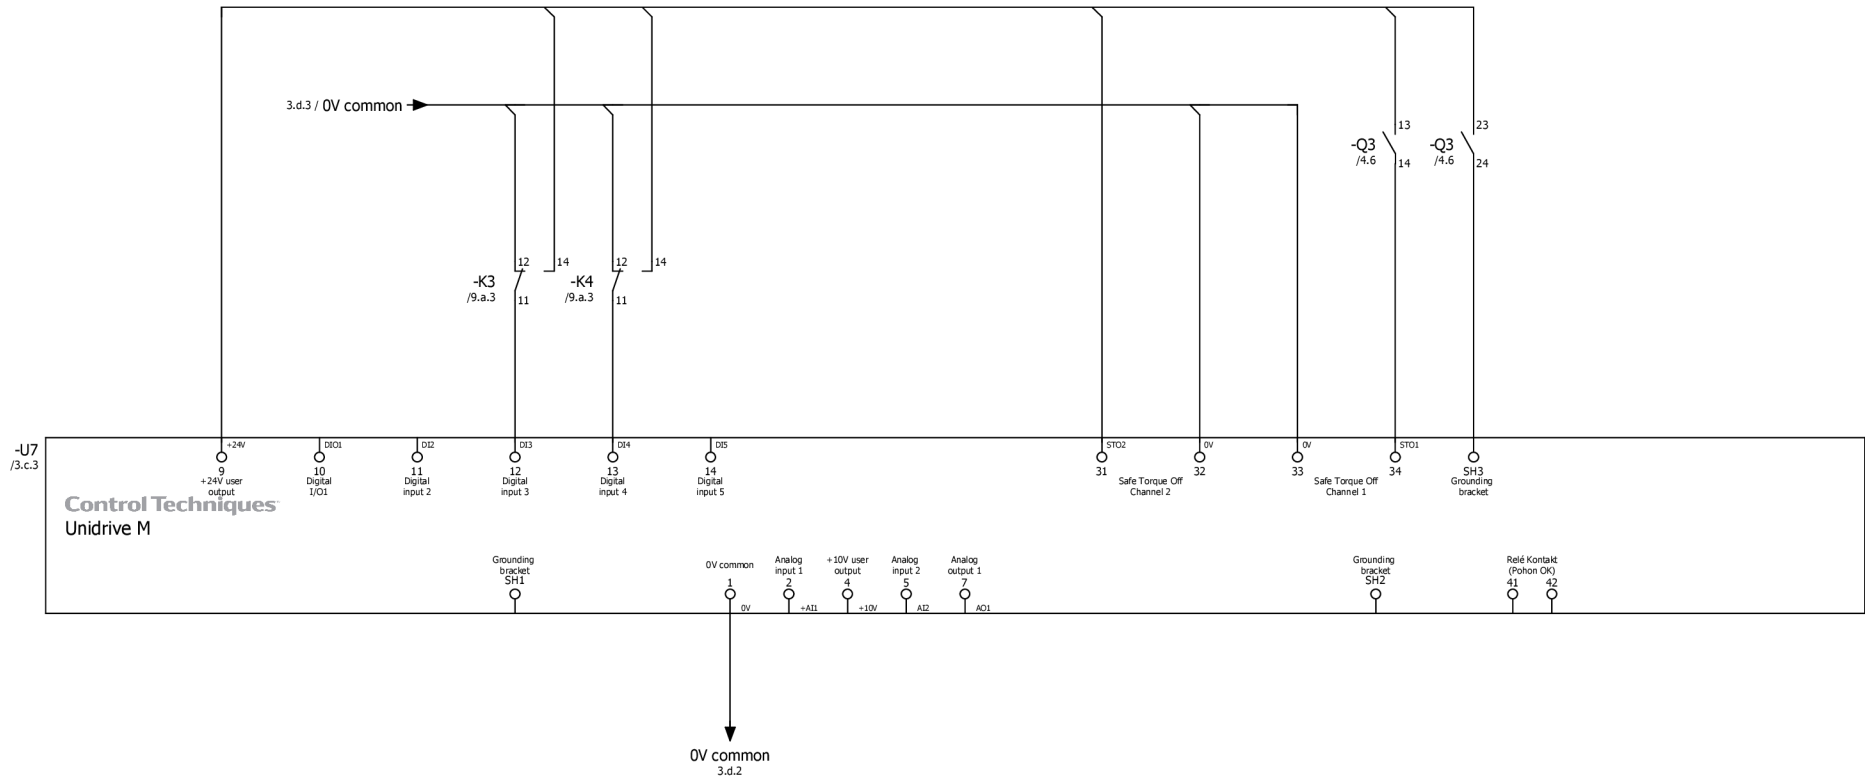 3.d.3 / 0V common
13
23
-Q3
-Q3
/4.6
/4.6
14
24
12
14
12
14
-K3
-K4
/9.a.3
/9.a.3
11
11
-U7
/3.c.3
+24V
DIO1
DI2
DI3
DI4
DI5
STO2
0V
0V
STO1
9
10
11
12
13
14
31
32
33
34
SH3
+24V user
output
Digital
I/O1
Digital
input 2
Digital
input 3
Digital
input 4
Digital
input 5
Safe Torque Off
Channel 2
Safe Torque Off
Channel 1
Grounding
bracket
Control Techniques
Unidrive M
Grounding
bracket
SH1
0V common
1
Analog
input 1
2
+10V user
output
4
Analog
input 2
5
Analog
output 1
7
Grounding
bracket
SH2
Relé Kontakt
(Pohon OK)
41
42
0V
+AI1
+10V
AI2
AO1
0V common
3.d.2